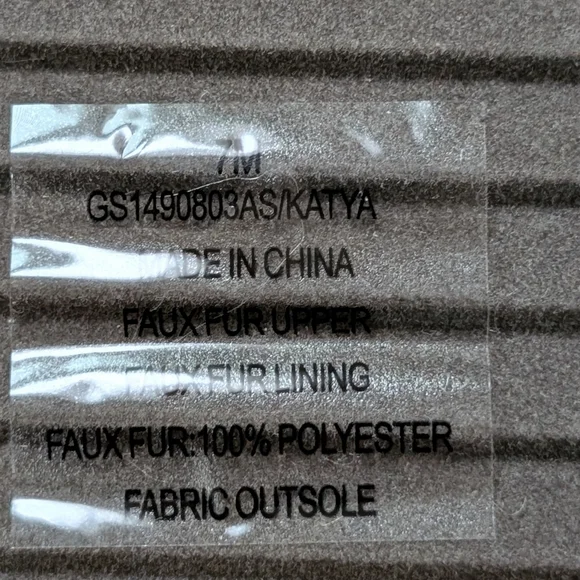 7M
GS1490803AS/KATYA
MADE IN CHINA
FAUX FUR UPPER
FAUX FUR LINING
FAUX FUR:100% POLYESTER
FABRIC OUTSOLE